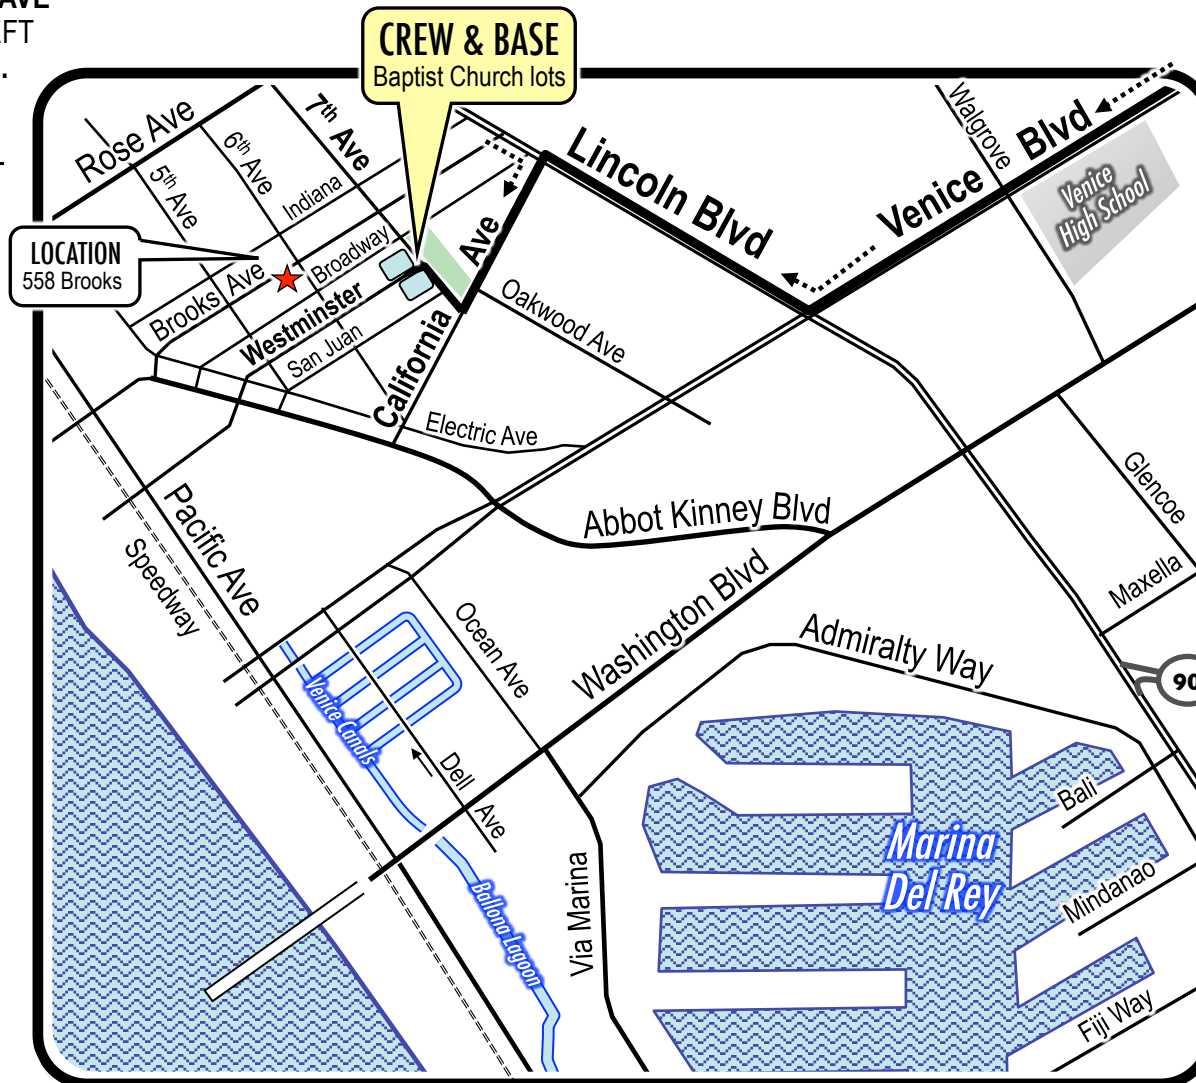 AVE
EFT
.
CREW & BASE
Baptist Church lots
Rose Ave
7th Ave
6th Ave
5th Ave
Indiana
LOCATION
558 Brooks
Brooks Ave
Broadway
Westminster
San Juan
California Ave
Lincoln Blvd
Venice Blvd
Walgrove
Venice
High School
Oakwood Ave
Electric Ave
Abbot Kinney Blvd
Washington Blvd
Pacific Ave
Speedway
Ocean Ave
Venice Canals
Dell Ave
Ballona Lagoon
Via Marina
Admiralty Way
Glencoe
Maxella
90
Bali
Marina
Del Rey
Mindanao
Fiji Way